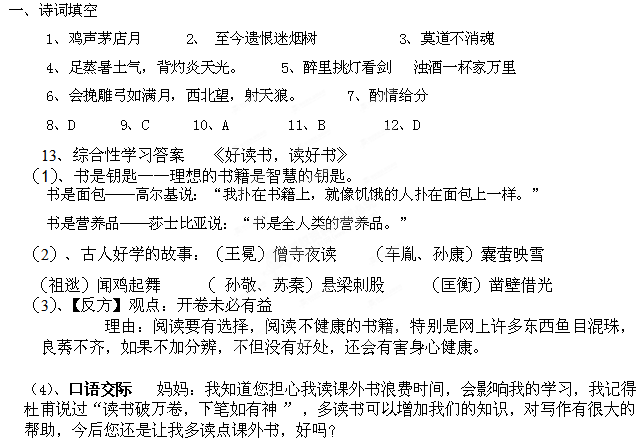 一、诗词填空
1、鸡声茅店月 2、 至今遗恨迷烟树 3、莫道不消魂
4、足蒸暑土气，背灼炎天光。 5、醉里挑灯看剑 浊酒一杯家万里
6、会挽雕弓如满月，西北望，射天狼。 7、酌情给分
8、D 9、C 10、A 11、B 12、D
13、综合性学习答案 《好读书，读好书》
（1）、书是钥匙——理想的书籍是智慧的钥匙。
书是面包——高尔基说：“我扑在书籍上，就像饥饿的人扑在面包上一样。”
书是营养品——莎士比亚说：“书是全人类的营养品。”
（2）、古人好学的故事：（王冕）僧寺夜读 （车胤、孙康）囊萤映雪
（祖逖）闻鸡起舞 （ 孙敬、苏秦）悬梁刺股 （匡衡）凿壁借光
（3）、【反方】观点：开卷未必有益
理由：阅读要有选择，阅读不健康的书籍，特别是网上许多东西鱼目混珠，
良莠不齐，如果不加分辨，不但没有好处，还会有害身心健康。
（4）、口语交际 妈妈：我知道您担心我读课外书浪费时间，会影响我的学习，我记得
杜甫说过“读书破万卷，下笔如有神 ”，多读书可以增加我们的知识，对写作有很大的
帮助，今后您还是让我多读点课外书，好吗？